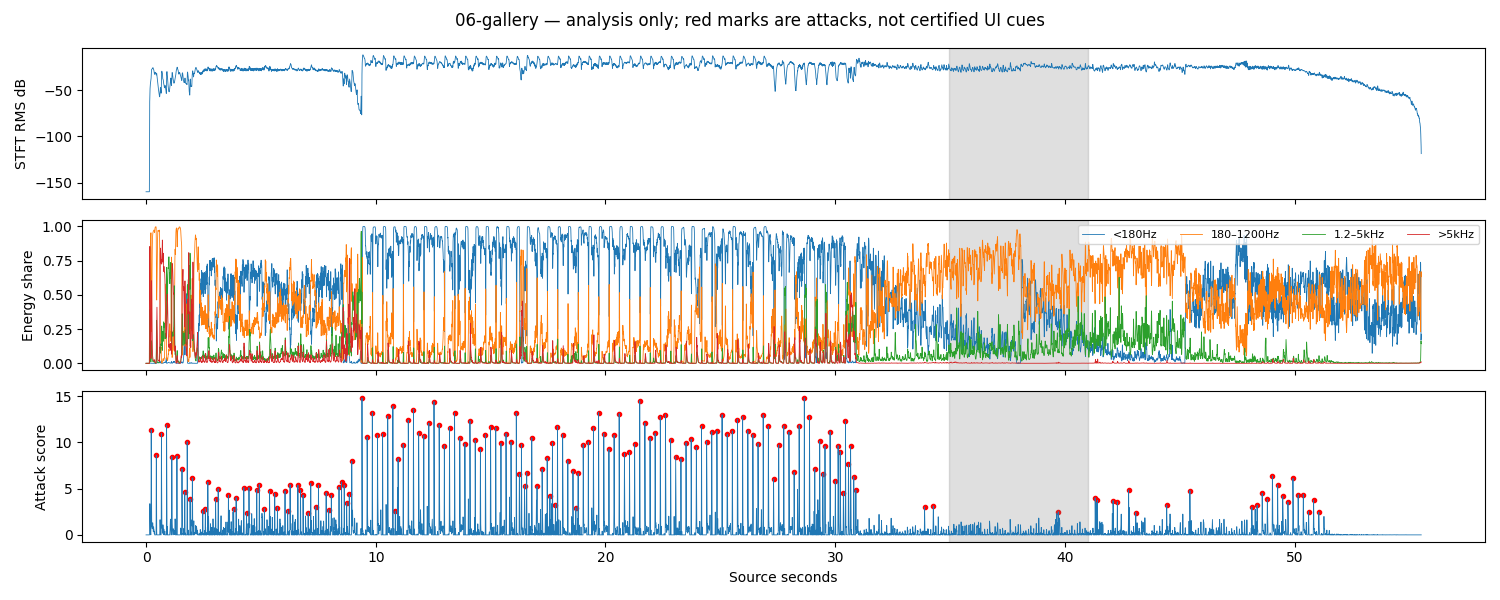 06-gallery — analysis only; red marks are attacks, not certified UI cues
STFT RMS dB
−50
−100
−150
Energy share
1.00
0.75
0.50
0.25
0.00
<180Hz
180–1200Hz
1.2–5kHz
>5kHz
Attack score
15
10
5
0
0
10
20
30
40
50
Source seconds